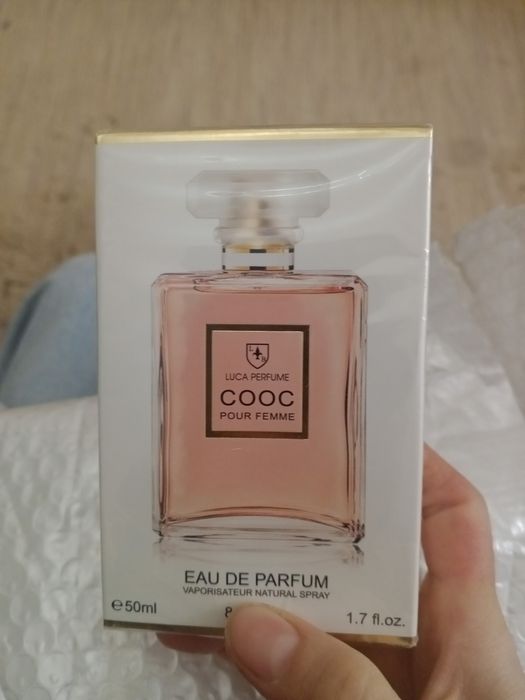 L B
LUCA PERFUME
COOC
POUR FEMME
EAU DE PARFUM
VAPORISATEUR NATURAL SPRAY
℮50ml
1.7 fl.oz.